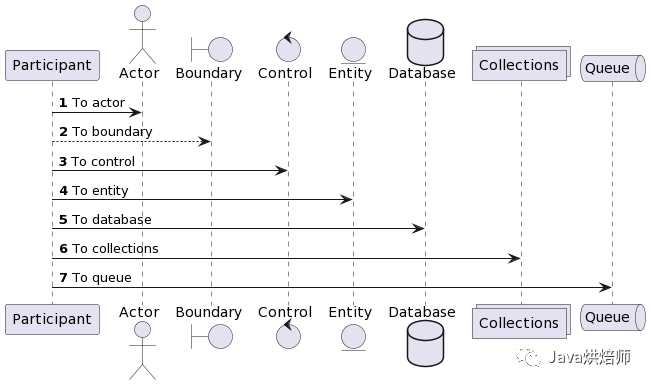 Participant
Actor
Boundary
Control
Entity
Database
Collections
Queue
1 To actor
2 To boundary
3 To control
4 To entity
5 To database
6 To collections
7 To queue
Participant
Actor
Boundary
Control
Entity
Database
Collections
Queue
Java烘焙师